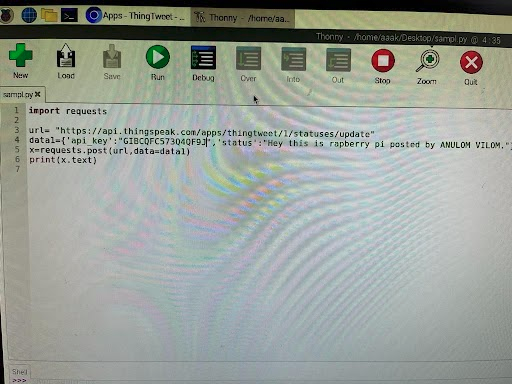 Apps - ThingTweet - ...
Thonny - /home/aa...
Thonny - /home/aaak/Desktop/sampl.py @ 4:35
New Load Save Run Debug Over Into Out Stop Zoom Quit
sampl.py
1 import requests
2
3 url= "https://api.thingspeak.com/apps/thingtweet/1/statuses/update"
4 data1={'api_key':"GIBCQFC573Q4QF9J",'status':"Hey this is rapberry pi posted by ANULOM VILOM."}
5 x=requests.post(url,data=data1)
6 print(x.text)
7
Shell
>>>